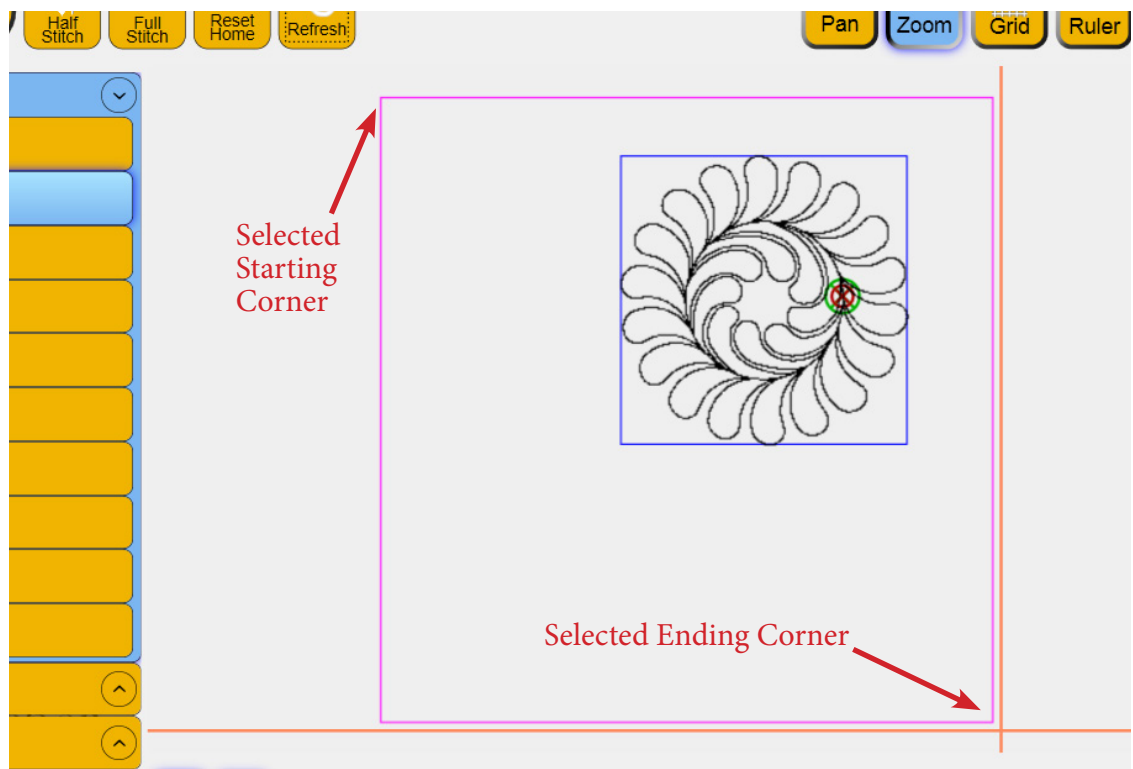 Half
Stitch
Full
Stitch
Reset
Home
Refresh
Pan
Zoom
Grid
Ruler
Selected
Starting
Corner
Selected Ending Corner